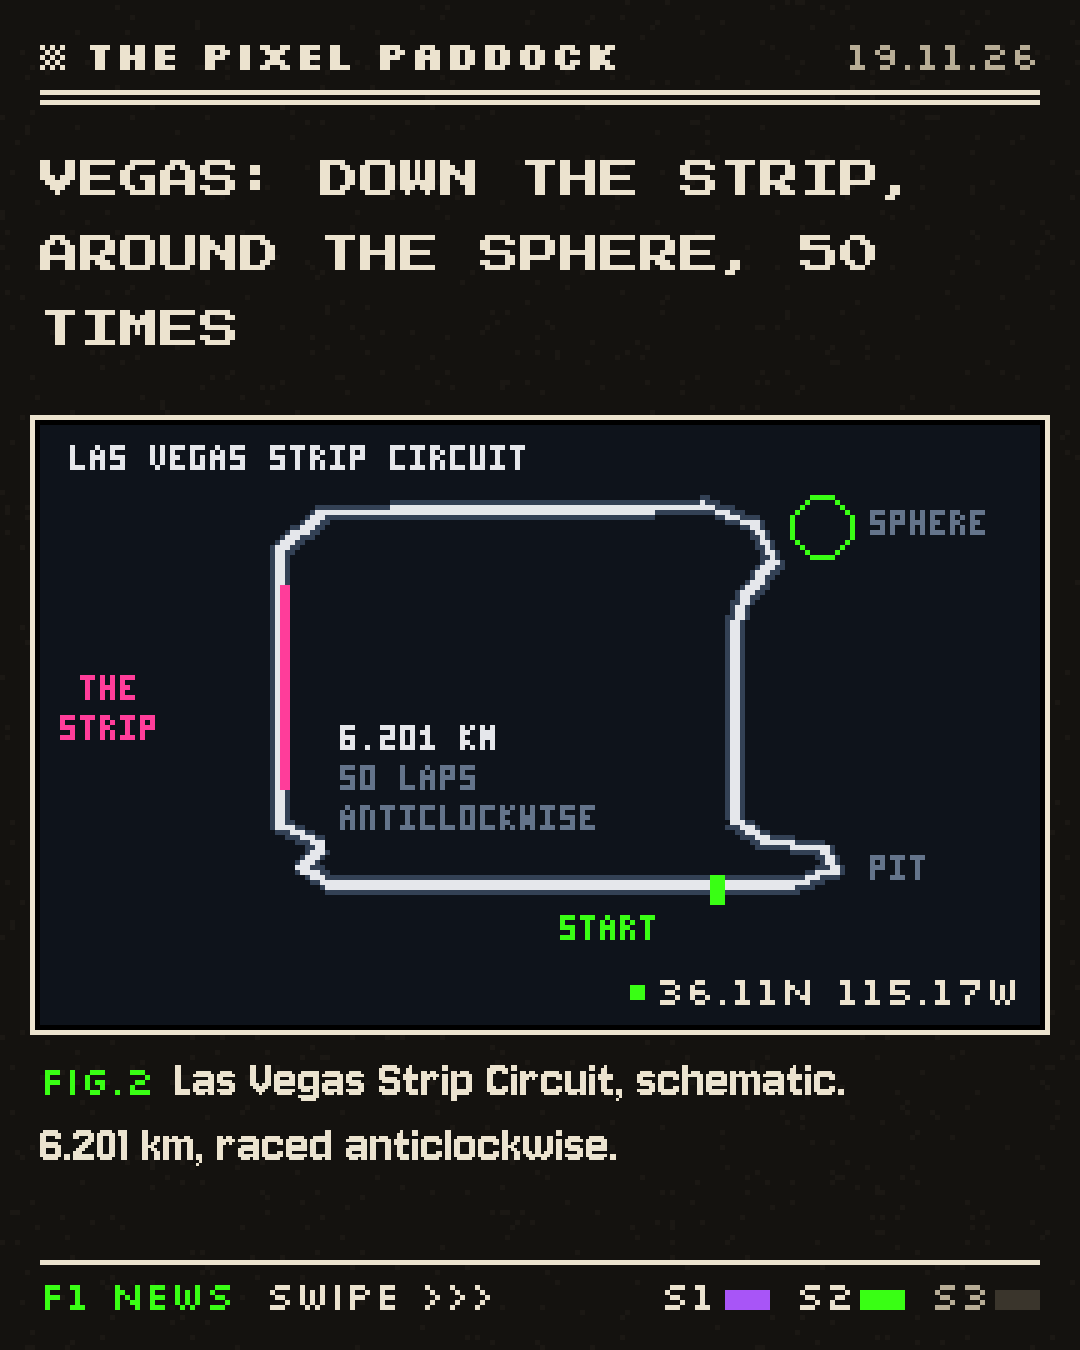 THE PIXEL PADDOCK
19.11.26
VEGAS: DOWN THE STRIP,
AROUND THE SPHERE, 50
TIMES
LAS VEGAS STRIP CIRCUIT
SPHERE
THE
STRIP
6.201 KM
50 LAPS
ANTICLOCKWISE
PIT
START
36.11N 115.17W
FIG.2 Las Vegas Strip Circuit, schematic.
6.201 km, raced anticlockwise.
F1 NEWS SWIPE >>> S1 S2 S3